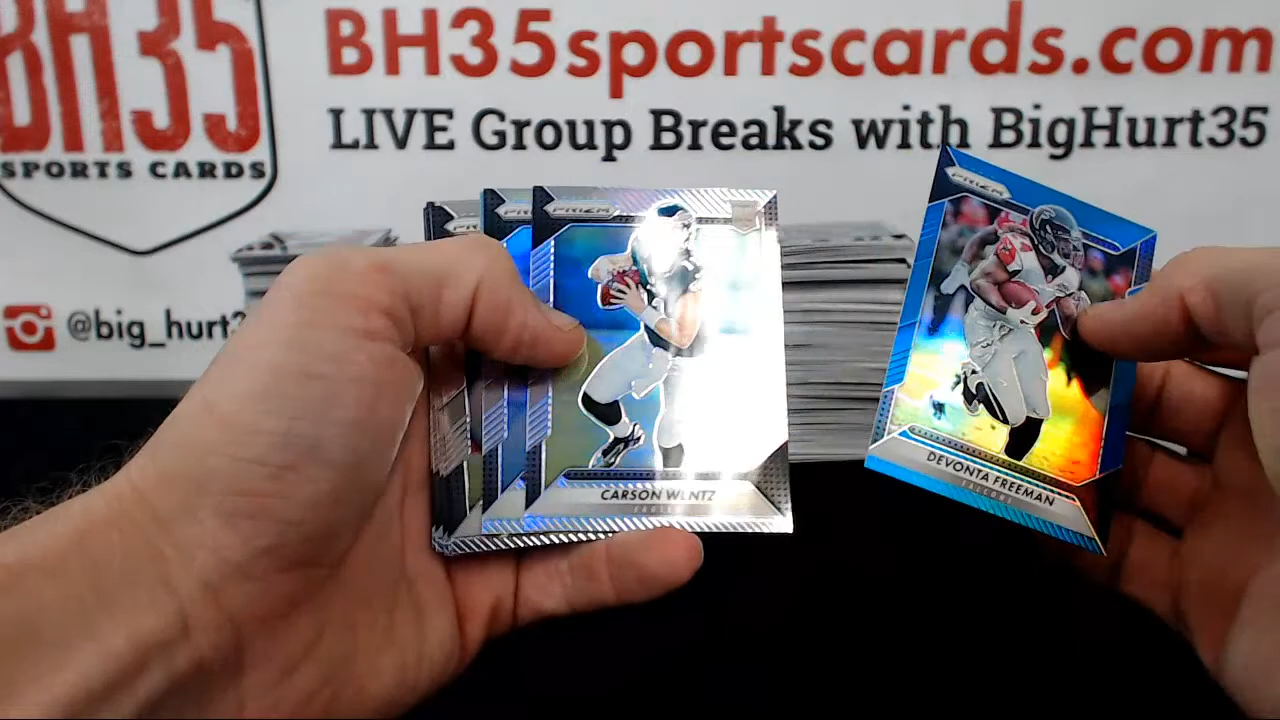 BH35
SPORTS CARDS
BH35sportscards.com
LIVE Group Breaks with BigHurt35
@big_hurt3
PRIZM
CARSON WENTZ
EAGLES
PRIZM
DEVONTA FREEMAN
FALCONS